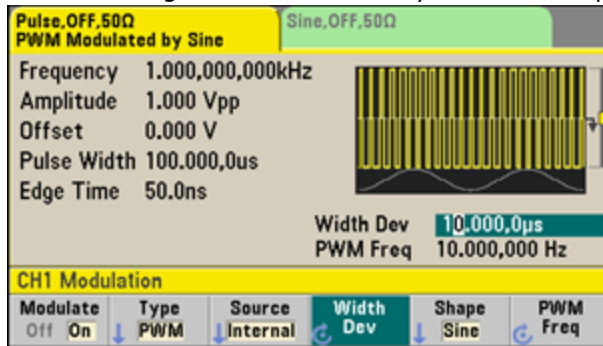 Pulse,OFF,50Ω
PWM Modulated by Sine
Sine,OFF,50Ω
Frequency 1.000,000,000kHz
Amplitude 1.000 Vpp
Offset 0.000 V
Pulse Width 100.000,0us
Edge Time 50.0ns
Width Dev 10.000,0µs
PWM Freq 10.000,000 Hz
CH1 Modulation
Modulate Type Source Width Shape PWM
Off On PWM Internal Dev Sine Freq